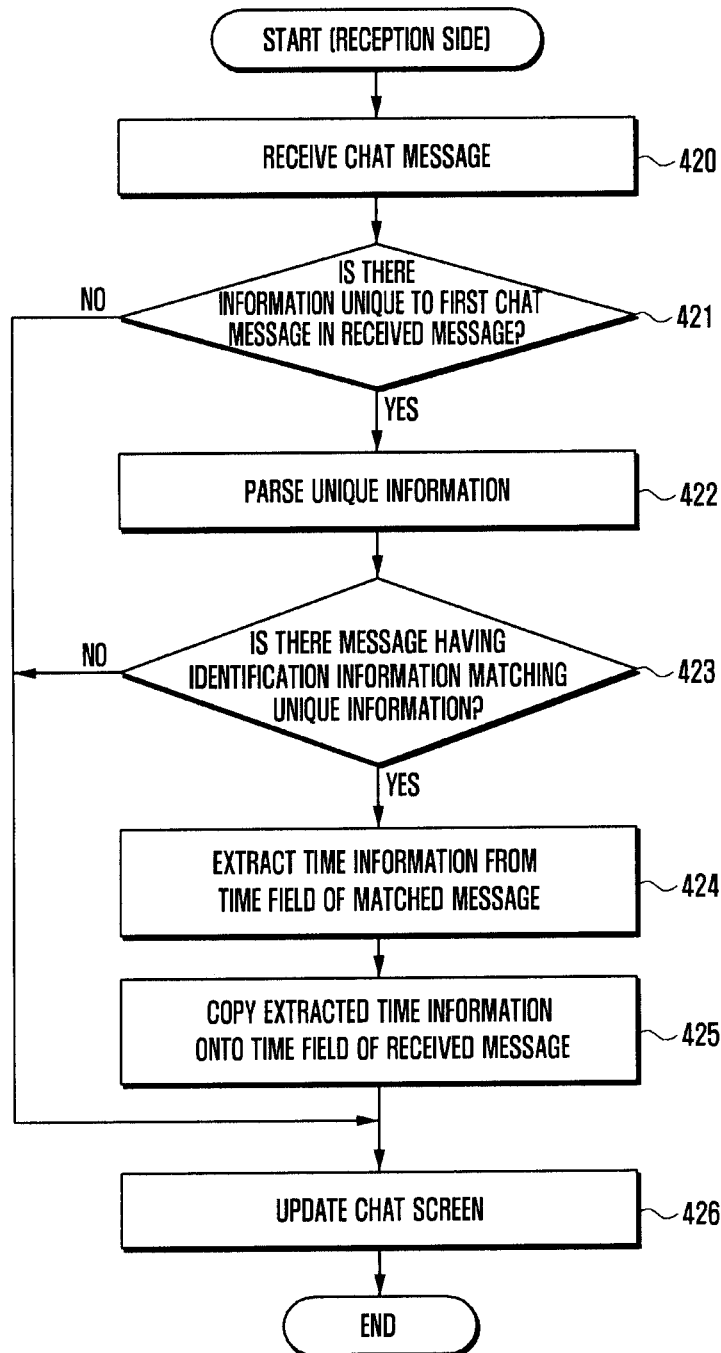 START (RECEPTION SIDE)
RECEIVE CHAT MESSAGE
420
IS THERE
INFORMATION UNIQUE TO FIRST CHAT
MESSAGE IN RECEIVED MESSAGE?
NO
421
YES
PARSE UNIQUE INFORMATION
422
IS THERE MESSAGE HAVING
IDENTIFICATION INFORMATION MATCHING
UNIQUE INFORMATION?
NO
423
YES
EXTRACT TIME INFORMATION FROM
TIME FIELD OF MATCHED MESSAGE
424
COPY EXTRACTED TIME INFORMATION
ONTO TIME FIELD OF RECEIVED MESSAGE
425
UPDATE CHAT SCREEN
426
END